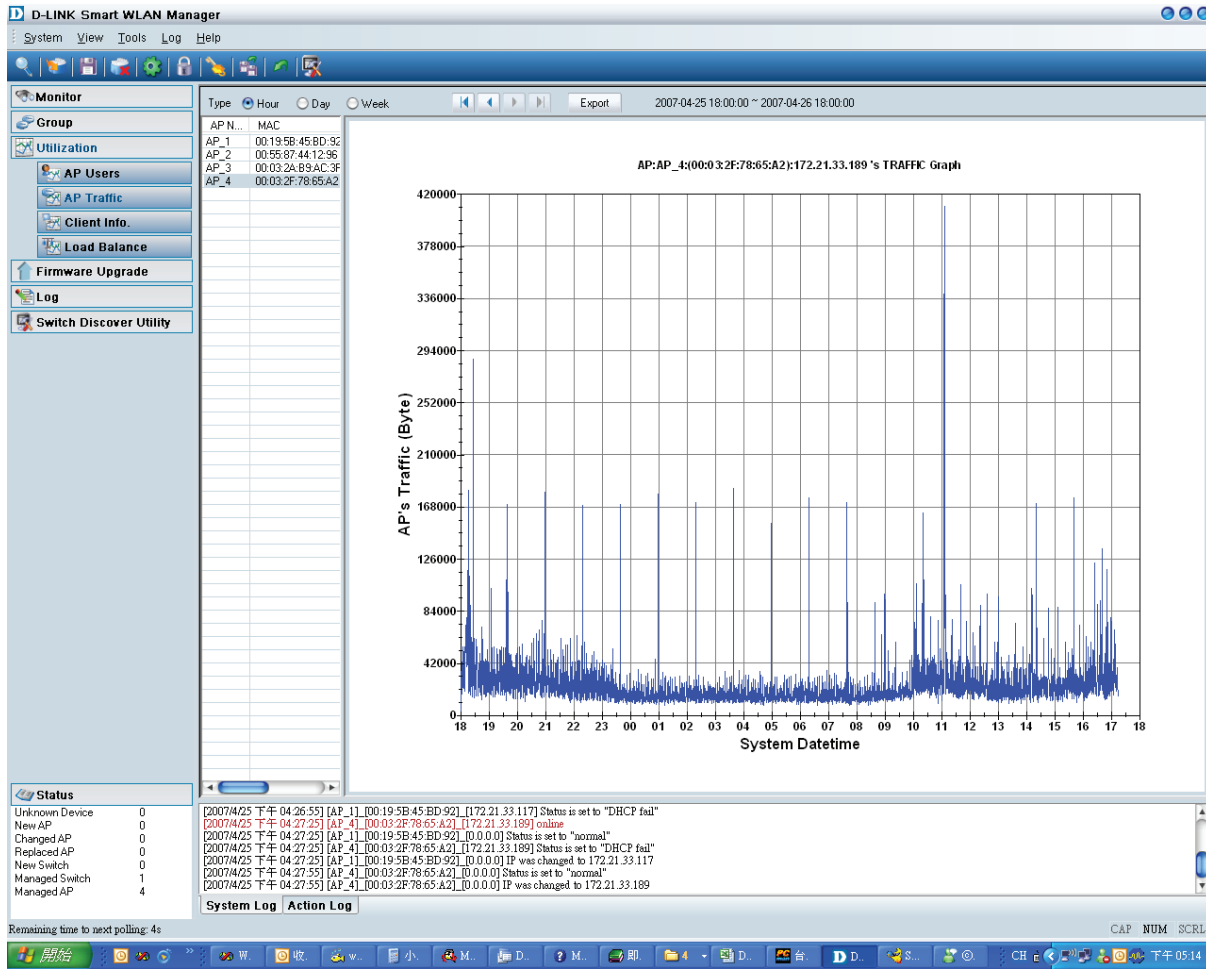 D-LINK Smart WLAN Manager
System View Tools Log Help
Monitor
Group
Utilization
AP Users
AP Traffic
Client Info.
Load Balance
Firmware Upgrade
Log
Switch Discover Utility
Type Hour Day Week Export 2007-04-25 18:00:00 ~ 2007-04-26 18:00:00
AP N... MAC
AP_1 00:19:5B:45:BD:92
AP_2 00:55:87:44:12:96
AP_3 00:03:2A:B9:AC:3F
AP_4 00:03:2F:78:65:A2
AP:AP_4:(00:03:2F:78:65:A2):172.21.33.189 's TRAFFIC Graph
AP's Traffic (Byte)
420000
378000
336000
294000
252000
210000
168000
126000
84000
42000
0
18 19 20 21 22 23 00 01 02 03 04 05 06 07 08 09 10 11 12 13 14 15 16 17 18
System Datetime
Status
Unknown Device 0
New AP 0
Changed AP 0
Replaced AP 0
New Switch 0
Managed Switch 1
Managed AP 4
[2007/4/25 下午 04:26:55] [AP_1]_[00:19:5B:45:BD:92]_[172.21.33.117] Status is set to "DHCP fail"
[2007/4/25 下午 04:27:25] [AP_4]_[00:03:2F:78:65:A2]_[172.21.33.189] online
[2007/4/25 下午 04:27:25] [AP_1]_[00:19:5B:45:BD:92]_[0.0.0.0] Status is set to "normal"
[2007/4/25 下午 04:27:25] [AP_4]_[00:03:2F:78:65:A2]_[172.21.33.189] Status is set to "DHCP fail"
[2007/4/25 下午 04:27:25] [AP_1]_[00:19:5B:45:BD:92]_[0.0.0.0] IP was changed to 172.21.33.117
[2007/4/25 下午 04:27:55] [AP_4]_[00:03:2F:78:65:A2]_[0.0.0.0] Status is set to "normal"
[2007/4/25 下午 04:27:55] [AP_4]_[00:03:2F:78:65:A2]_[0.0.0.0] IP was changed to 172.21.33.189
System Log Action Log
Remaining time to next polling: 4s
CAP NUM SCRL
開始 W. 收. w... 小. M.. D.. M.. 即. 4 D.. 台. D.. S... CH 下午 05:14